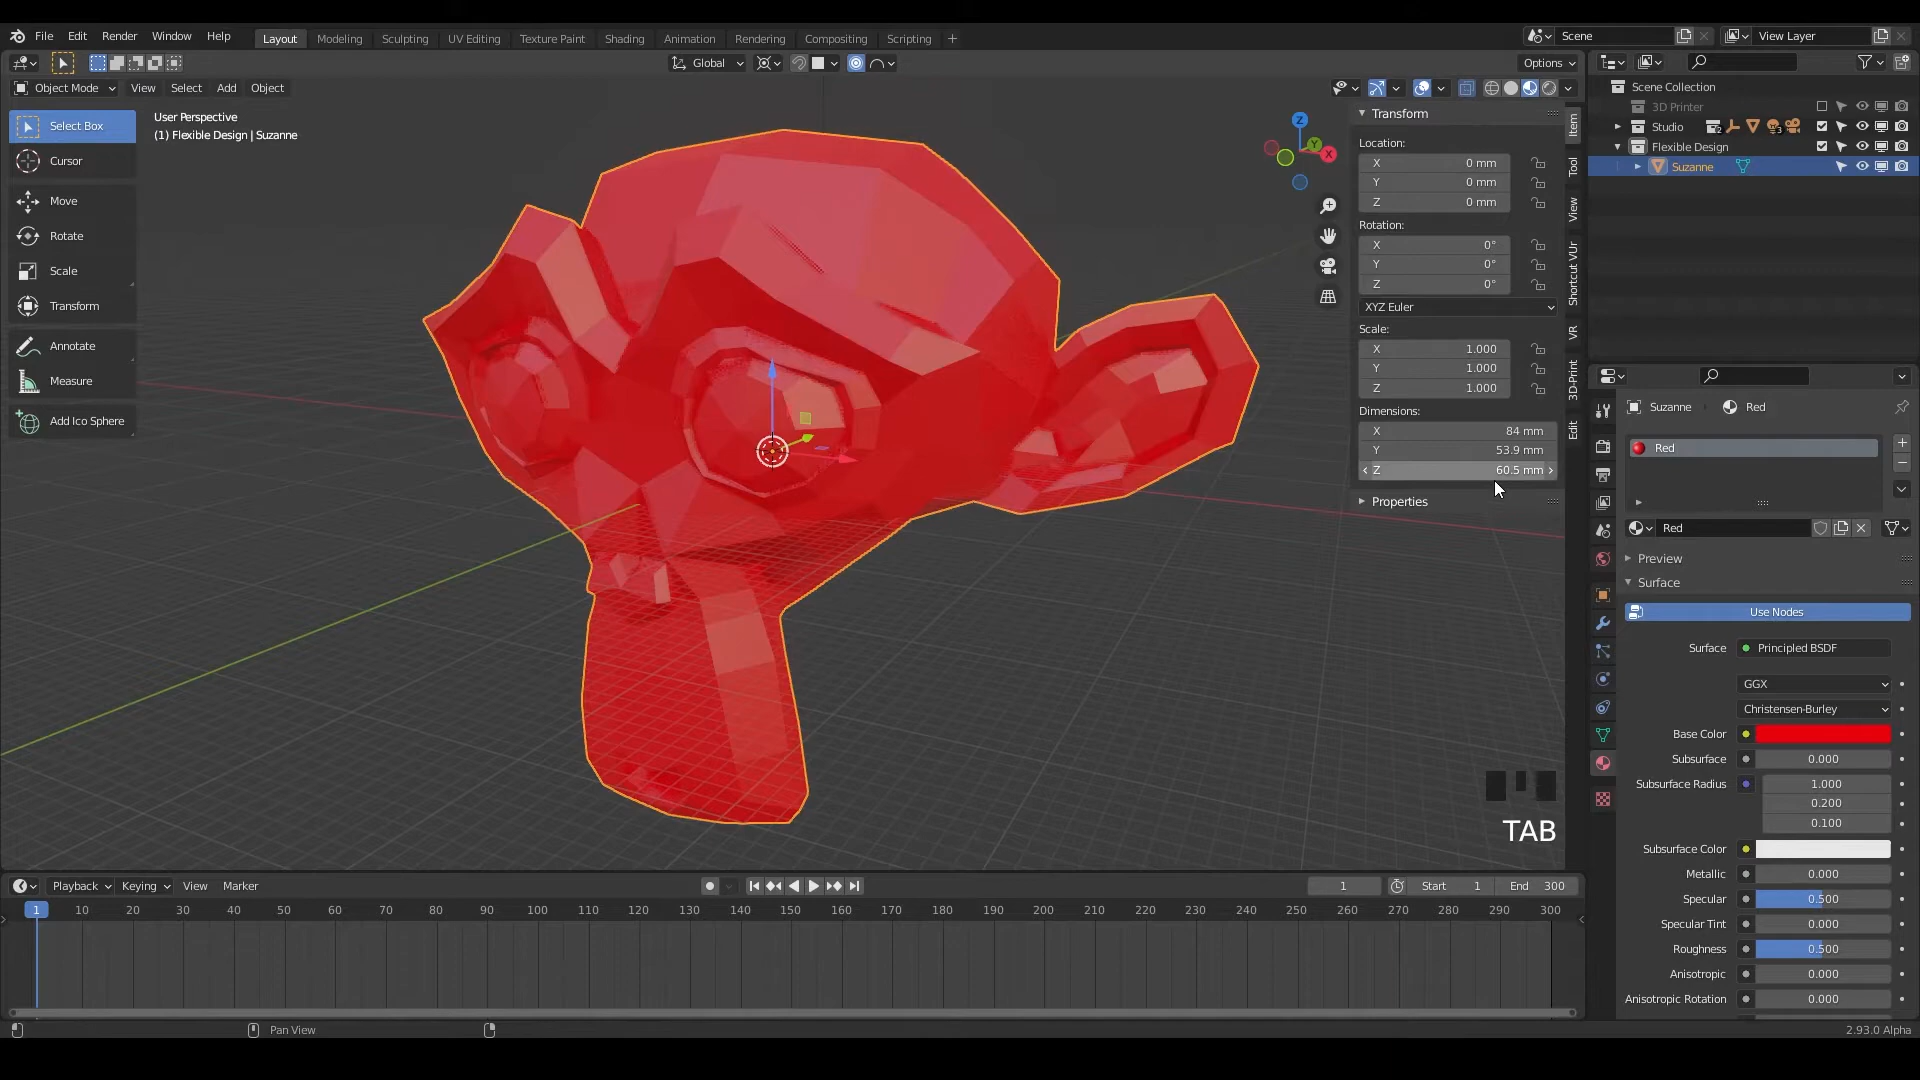 File Edit Render Window Help
Layout Modeling Sculpting UV Editing Texture Paint Shading Animation Rendering Compositing Scripting +
Scene
View Layer
Global
Options
Object Mode View Select Add Object
User Perspective
(1) Flexible Design | Suzanne
Select Box
Cursor
Move
Rotate
Scale
Transform
Annotate
Measure
Add Ico Sphere
Z
Y
X
Transform
Location:
X 0 mm
Y 0 mm
Z 0 mm
Rotation:
X 0°
Y 0°
Z 0°
XYZ Euler
Scale:
X 1.000
Y 1.000
Z 1.000
Dimensions:
X 84 mm
Y 53.9 mm
Z 60.5 mm
Properties
Item
Tool
View
Shortcut VUr
VR
3D-Print
Edit
Scene Collection
3D Printer
Studio 2 3
Flexible Design
Suzanne
Suzanne Red
Red
Red
Preview
Surface
Use Nodes
Surface Principled BSDF
GGX
Christensen-Burley
Base Color
Subsurface 0.000
Subsurface Radius 1.000
0.200
0.100
Subsurface Color
Metallic 0.000
Specular 0.500
Specular Tint 0.000
Roughness 0.500
Anisotropic 0.000
Anisotropic Rotation 0.000
TAB
Playback Keying View Marker
1 Start 1 End 300
1 10 20 30 40 50 60 70 80 90 100 110 120 130 140 150 160 170 180 190 200 210 220 230 240 250 260 270 280 290 300
Pan View
2.93.0 Alpha